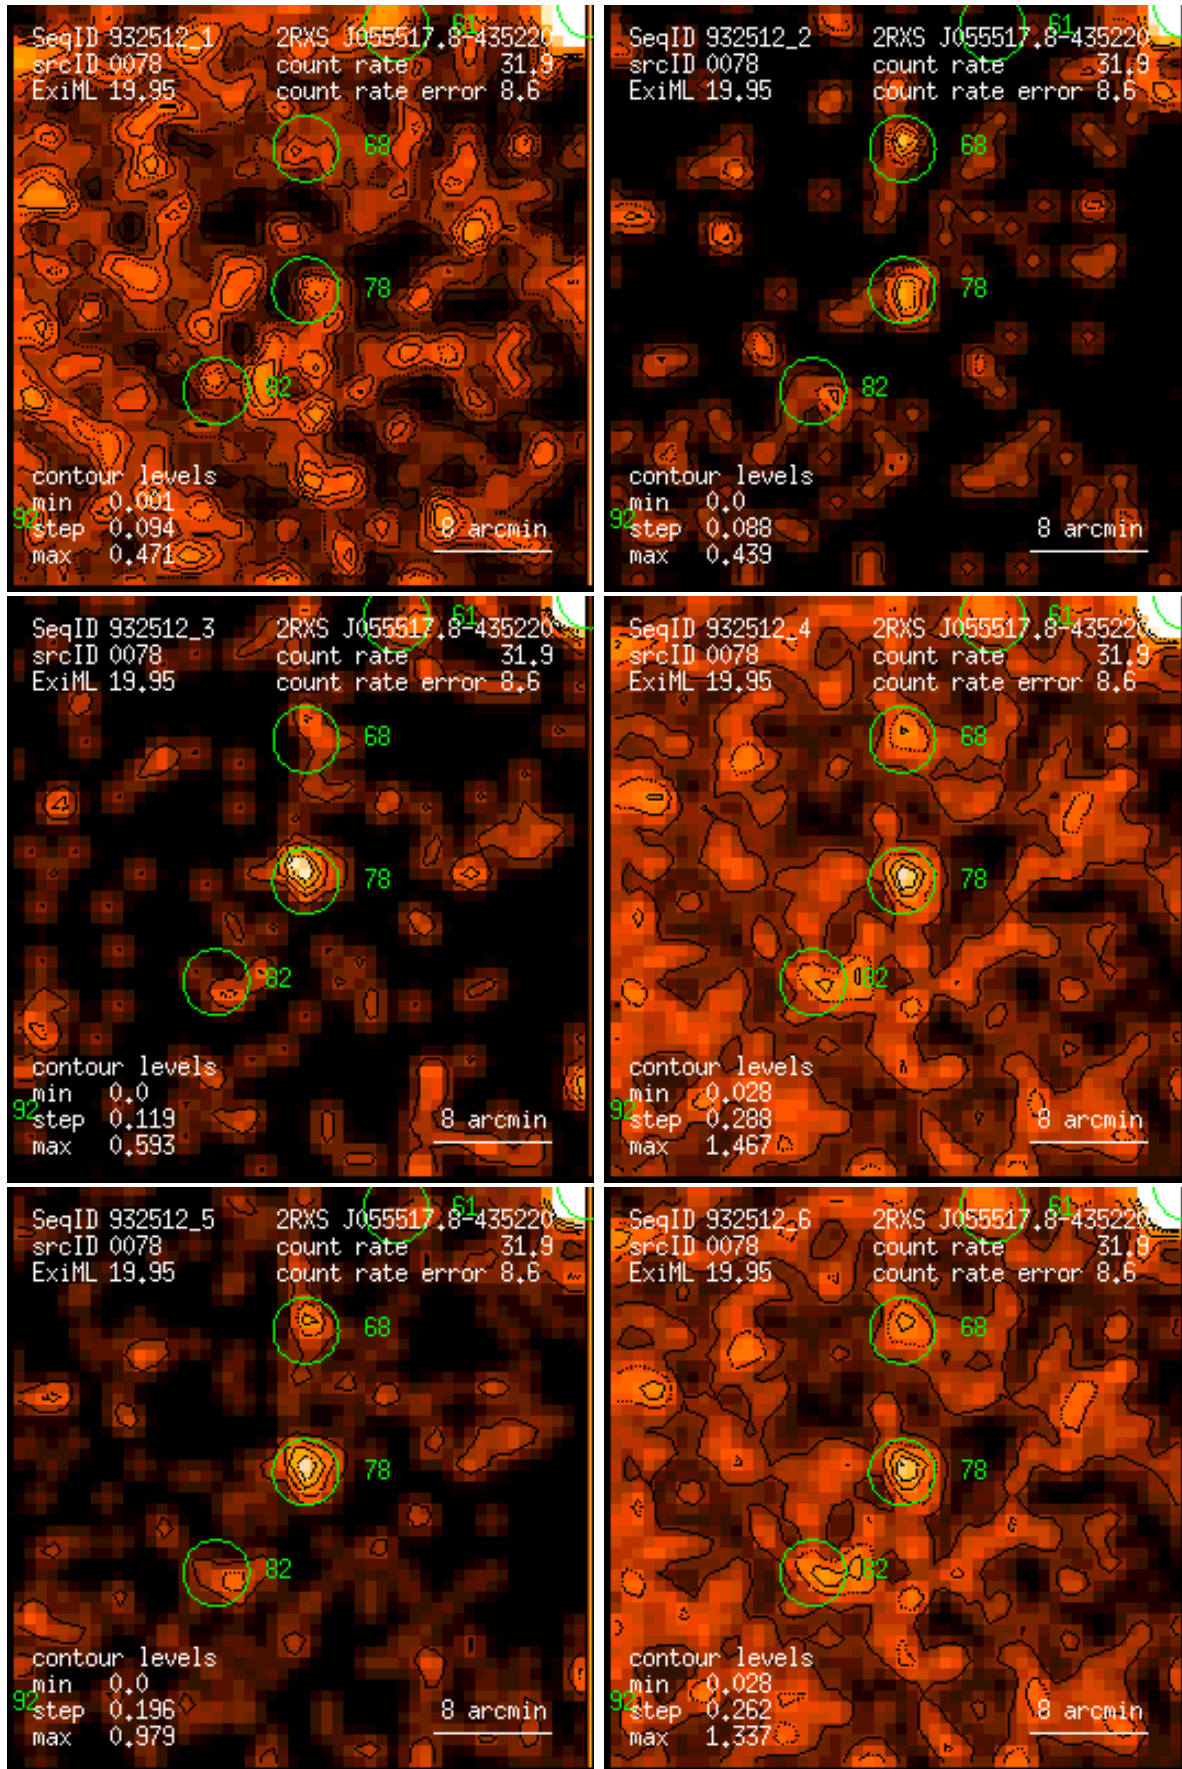 61
SeqID 932512_1 2RXS J055517.8-435220
srcID 0078 count rate 31.9
ExiML 19.95 count rate error 8.6
68
78
82
contour levels
min 0.001
92
step 0.094 8 arcmin
max 0.471
61
SeqID 932512_2 2RXS J055517.8-435220
srcID 0078 count rate 31.9
ExiML 19.95 count rate error 8.6
68
78
82
contour levels
min 0.0
92
step 0.088 8 arcmin
max 0.439
61
SeqID 932512_3 2RXS J055517.8-435220
srcID 0078 count rate 31.9
ExiML 19.95 count rate error 8.6
68
78
82
contour levels
min 0.0
92
step 0.119 8 arcmin
max 0.593
61
SeqID 932512_4 2RXS J055517.8-435220
srcID 0078 count rate 31.9
ExiML 19.95 count rate error 8.6
68
78
82
contour levels
min 0.028
92
step 0.288 8 arcmin
max 1.467
61
SeqID 932512_5 2RXS J055517.8-435220
srcID 0078 count rate 31.9
ExiML 19.95 count rate error 8.6
68
78
82
contour levels
min 0.0
92
step 0.196 8 arcmin
max 0.979
61
SeqID 932512_6 2RXS J055517.8-435220
srcID 0078 count rate 31.9
ExiML 19.95 count rate error 8.6
68
78
82
contour levels
min 0.028
92
step 0.262 8 arcmin
max 1.337